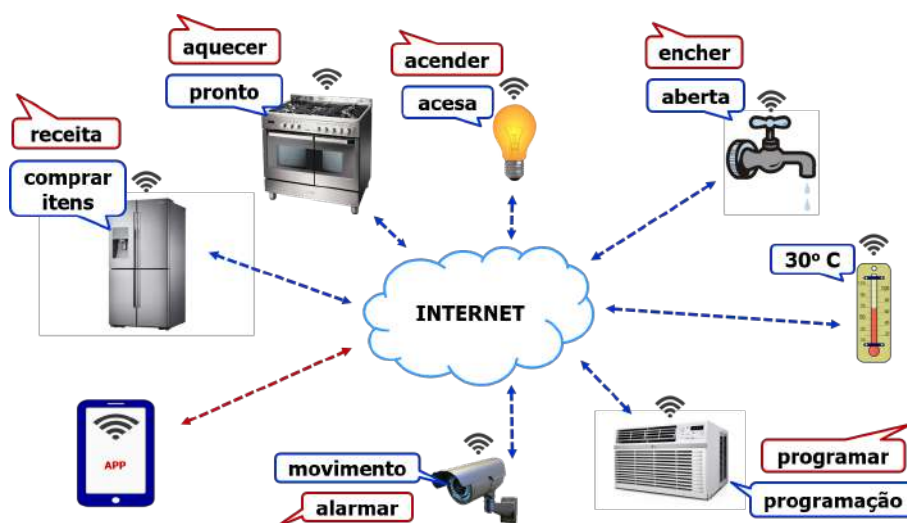 aquecer
pronto
acender
acesa
encher
aberta
receita
comprar
itens
30º C
INTERNET
APP
movimento
alarmar
programar
programação